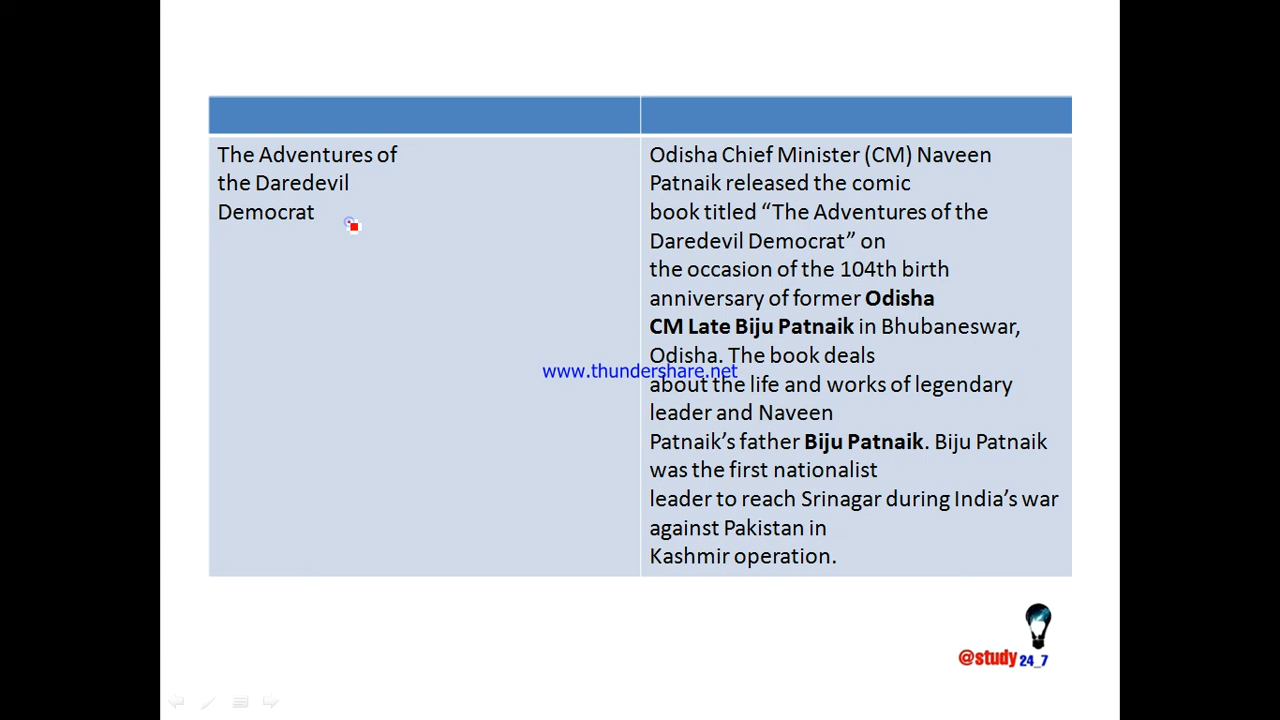 The Adventures of
the Daredevil
Democrat
Odisha Chief Minister (CM) Naveen
Patnaik released the comic
book titled “The Adventures of the
Daredevil Democrat” on
the occasion of the 104th birth
anniversary of former Odisha
CM Late Biju Patnaik in Bhubaneswar,
Odisha. The book deals
about the life and works of legendary
leader and Naveen
Patnaik’s father Biju Patnaik. Biju Patnaik
was the first nationalist
leader to reach Srinagar during India’s war
against Pakistan in
Kashmir operation.
www.thundershare.net
@study 24_7